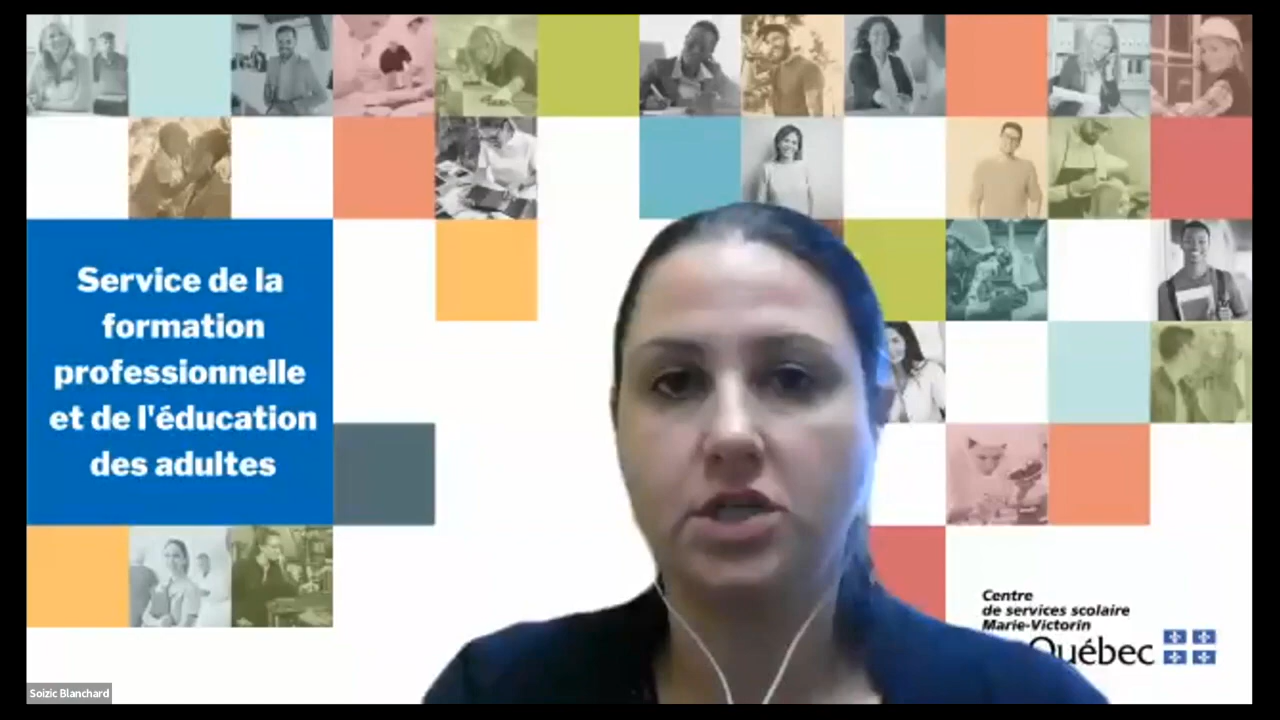 Service de la
formation
professionnelle
et de l'éducation
des adultes
Centre
de services scolaire
Marie-Victorin
Québec
Soizic Blanchard